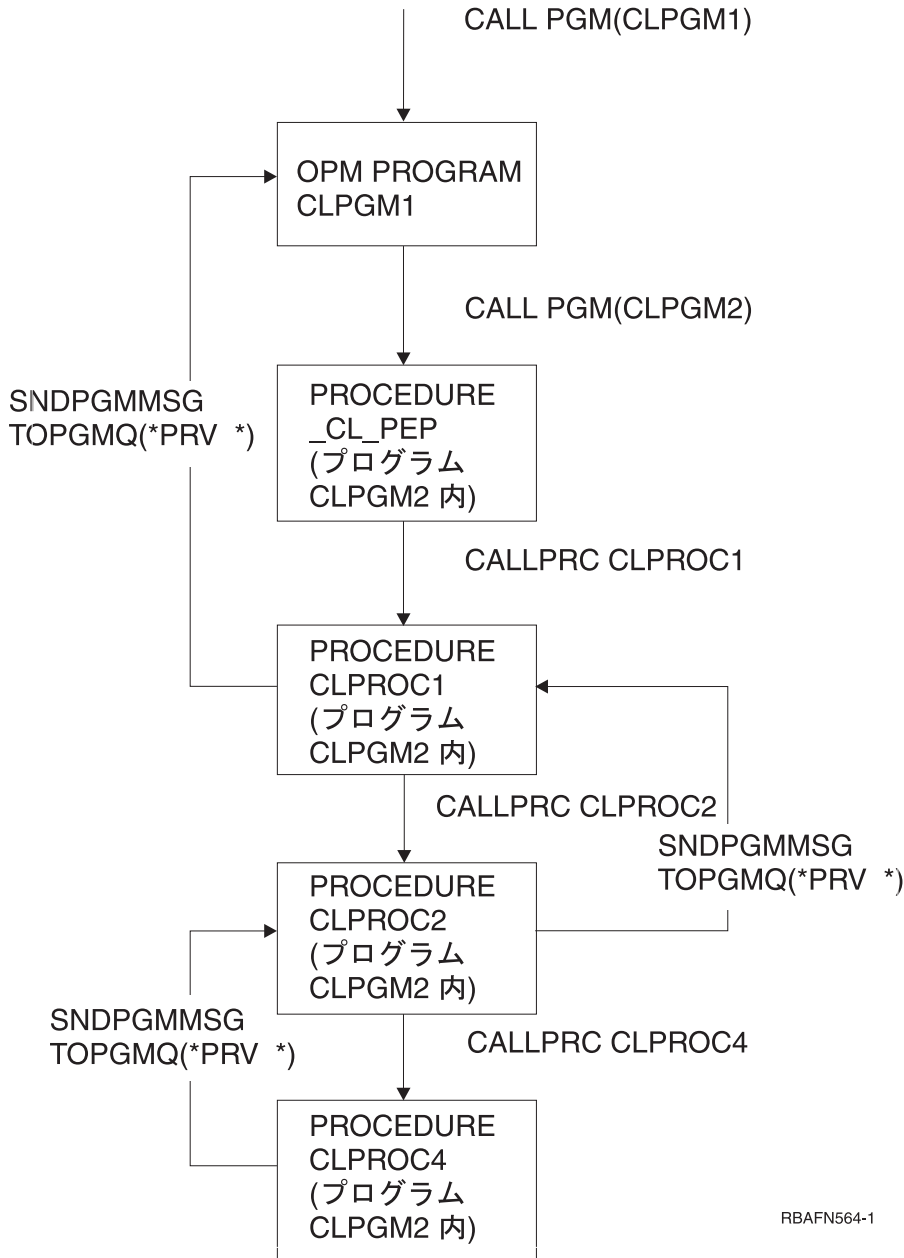 CALL PGM(CLPGM1)
OPM PROGRAM
CLPGM1
CALL PGM(CLPGM2)
SNDPGMMSG
TOPGMQ(*PRV *)
PROCEDURE
_CL_PEP
(プログラム
CLPGM2 内)
CALLPRC CLPROC1
PROCEDURE
CLPROC1
(プログラム
CLPGM2 内)
CALLPRC CLPROC2
SNDPGMMSG
TOPGMQ(*PRV *)
PROCEDURE
CLPROC2
(プログラム
CLPGM2 内)
SNDPGMMSG
TOPGMQ(*PRV *)
CALLPRC CLPROC4
PROCEDURE
CLPROC4
(プログラム
CLPGM2 内)
RBAFN564-1